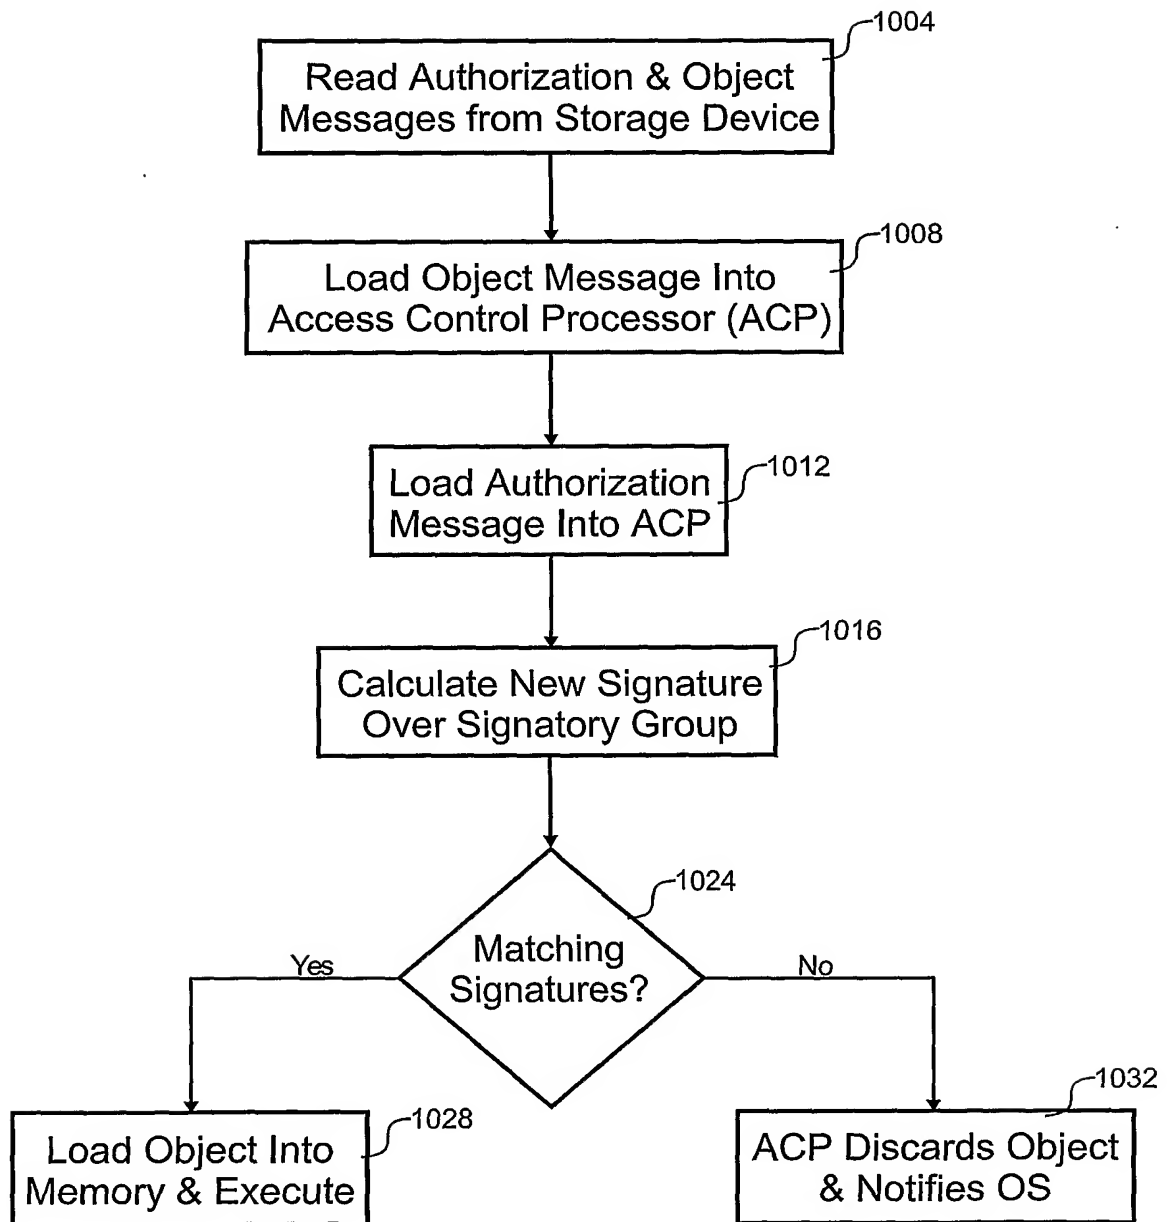 1004
Read Authorization & Object
Messages from Storage Device
1008
Load Object Message Into
Access Control Processor (ACP)
1012
Load Authorization
Message Into ACP
1016
Calculate New Signature
Over Signatory Group
1024
Matching
Signatures?
Yes
No
1028
Load Object Into
Memory & Execute
1032
ACP Discards Object
& Notifies OS